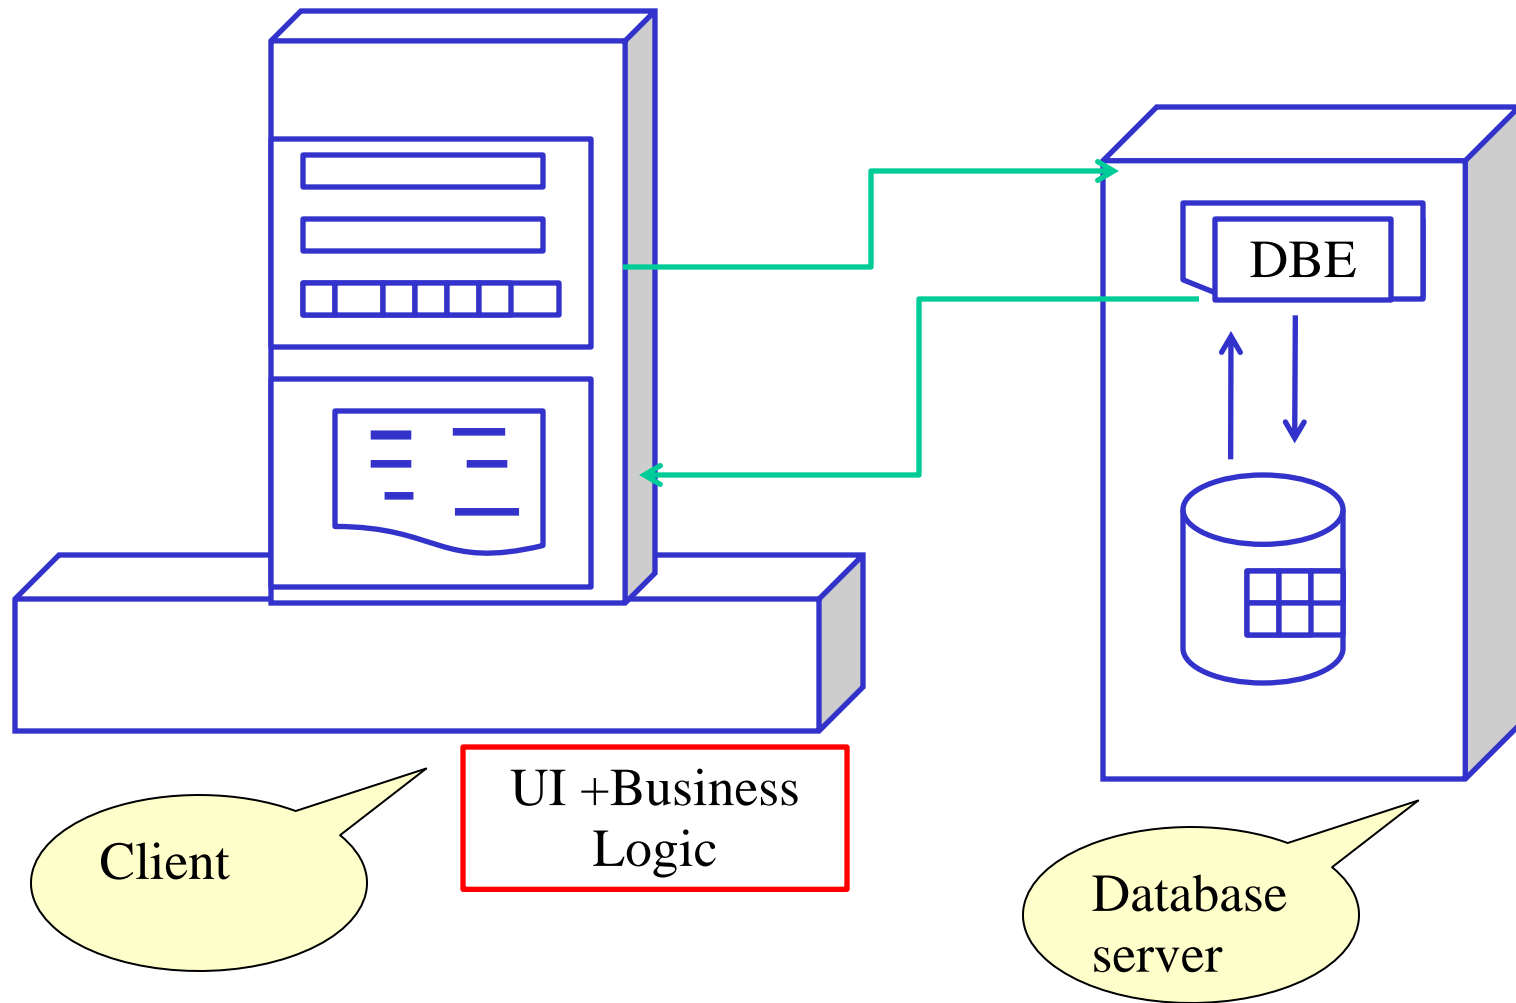 DBE
UI +Business
Logic
Client
Database
server